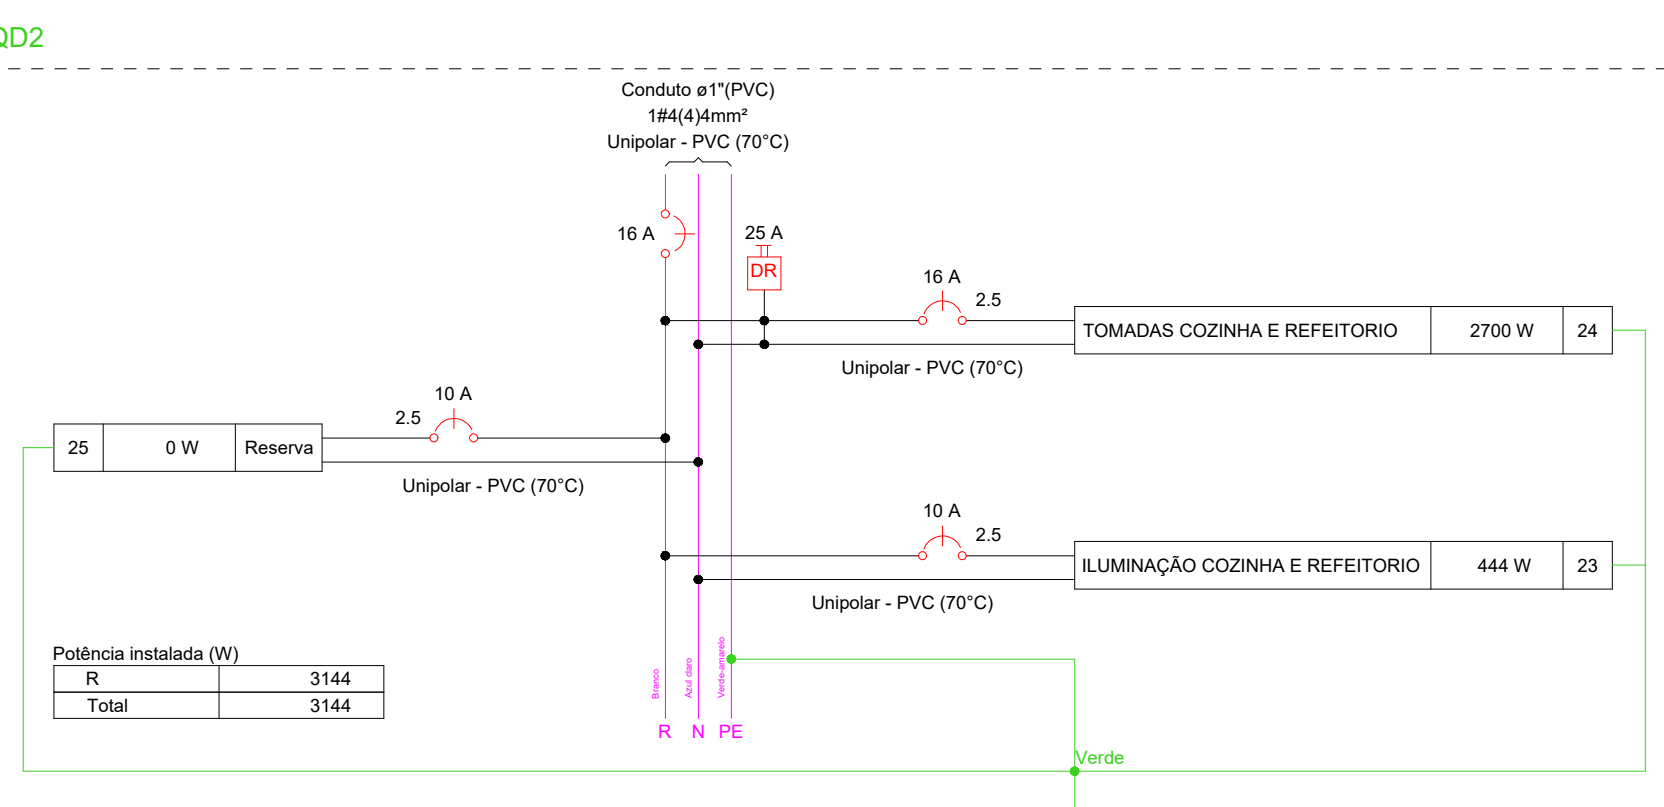 QD2
Conduto ø1"(PVC)
1#4(4)4mm²
Unipolar - PVC (70°C)
16 A
25 A
DR
16 A
2.5
TOMADAS COZINHA E REFEITORIO
2700 W
24
Unipolar - PVC (70°C)
10 A
2.5
25
0 W
Reserva
Unipolar - PVC (70°C)
10 A
2.5
ILUMINAÇÃO COZINHA E REFEITORIO
444 W
23
Unipolar - PVC (70°C)
Potência instalada (W)
R 3144
Total 3144
Branco
Azul claro
Verde-amarelo
R N PE
Verde